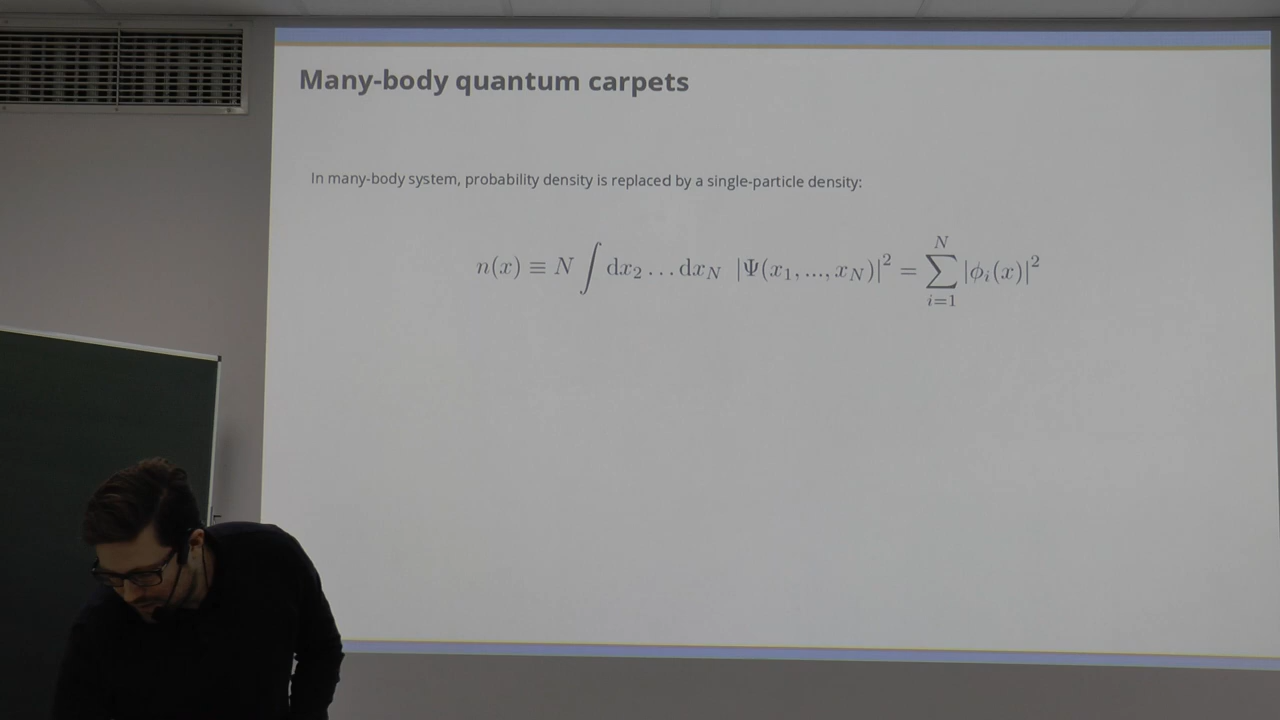 Many-body quantum carpets
In many-body system, probability density is replaced by a single-particle density:
n(x) ≡ N ∫ dx₂ … dx_N |Ψ(x₁, ..., x_N)|² = ∑_{i=1}^{N} |ϕᵢ(x)|²